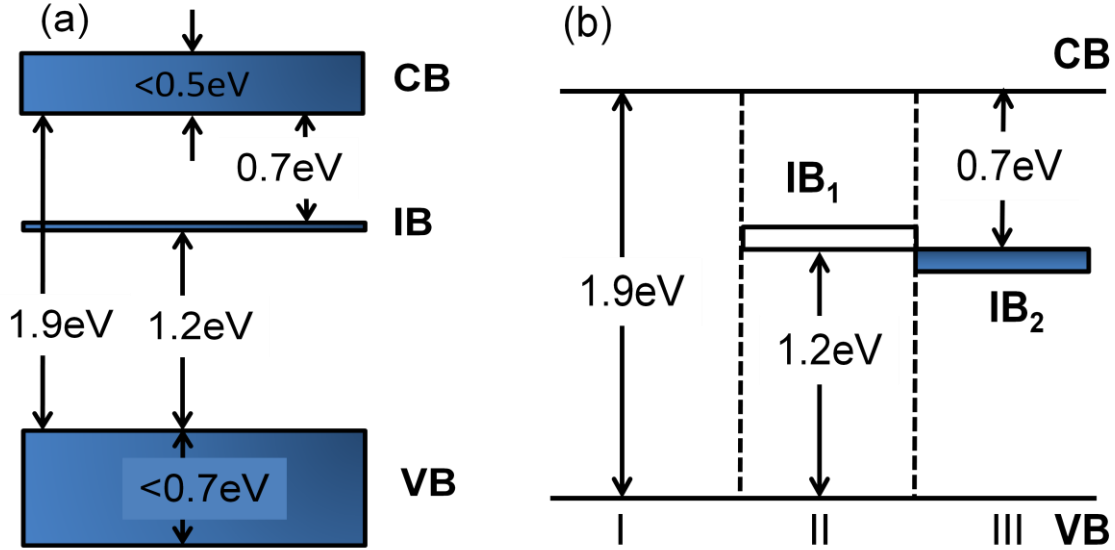 (a)
<0.5eV
CB
0.7eV
IB
1.9eV
1.2eV
<0.7eV
VB
(b)
CB
0.7eV
IB₁
1.9eV
IB₂
1.2eV
I
II
III
VB